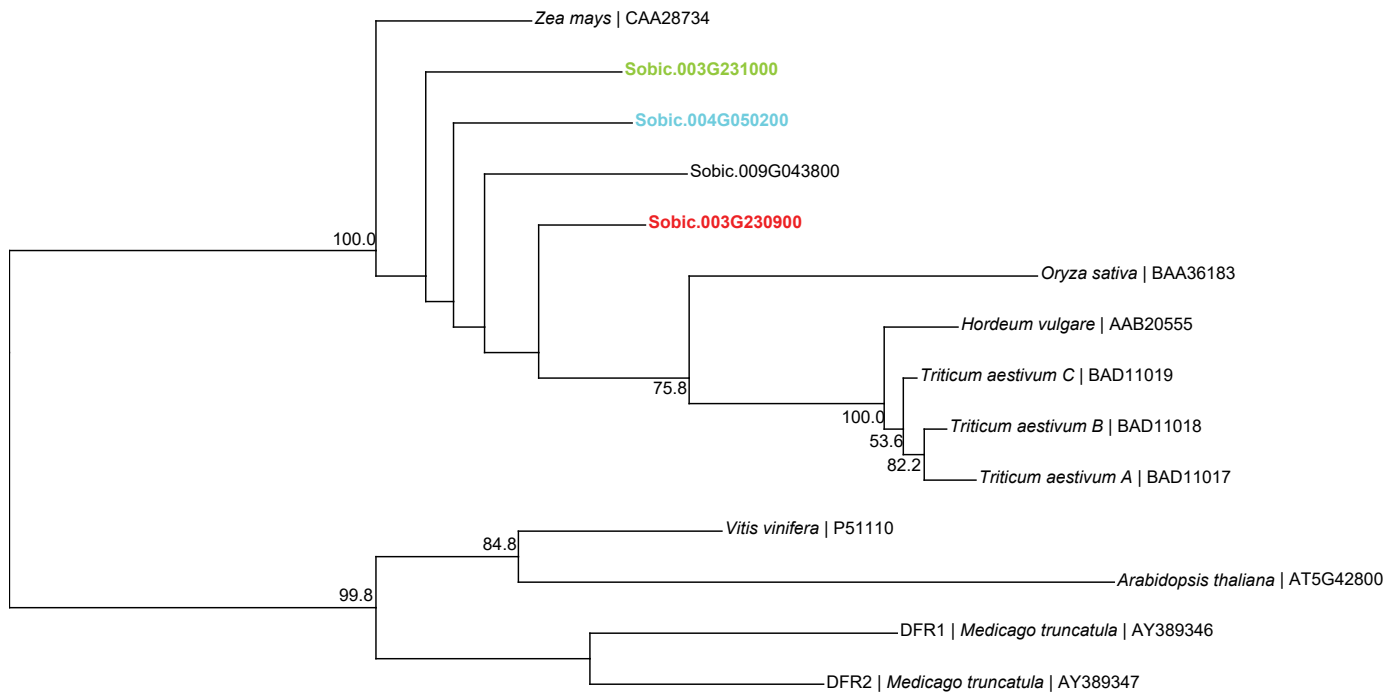 Zea mays | CAA28734
Sobic.003G231000
Sobic.004G050200
Sobic.009G043800
Sobic.003G230900
100.0
Oryza sativa | BAA36183
Hordeum vulgare | AAB20555
Triticum aestivum C | BAD11019
75.8
100.0
Triticum aestivum B | BAD11018
53.6
82.2
Triticum aestivum A | BAD11017
Vitis vinifera | P51110
84.8
Arabidopsis thaliana | AT5G42800
99.8
DFR1 | Medicago truncatula | AY389346
DFR2 | Medicago truncatula | AY389347